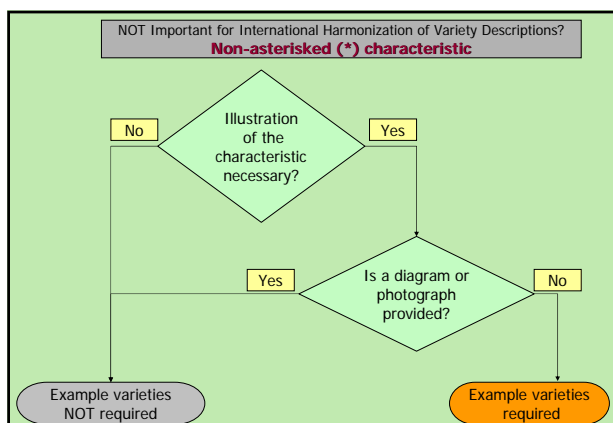 NOT Important for International Harmonization of Variety Descriptions?
Non-asterisked (*) characteristic
Illustration
of the
characteristic
necessary?
No
Yes
Is a diagram or
photograph
provided?
Yes
No
Example varieties
NOT required
Example varieties
required